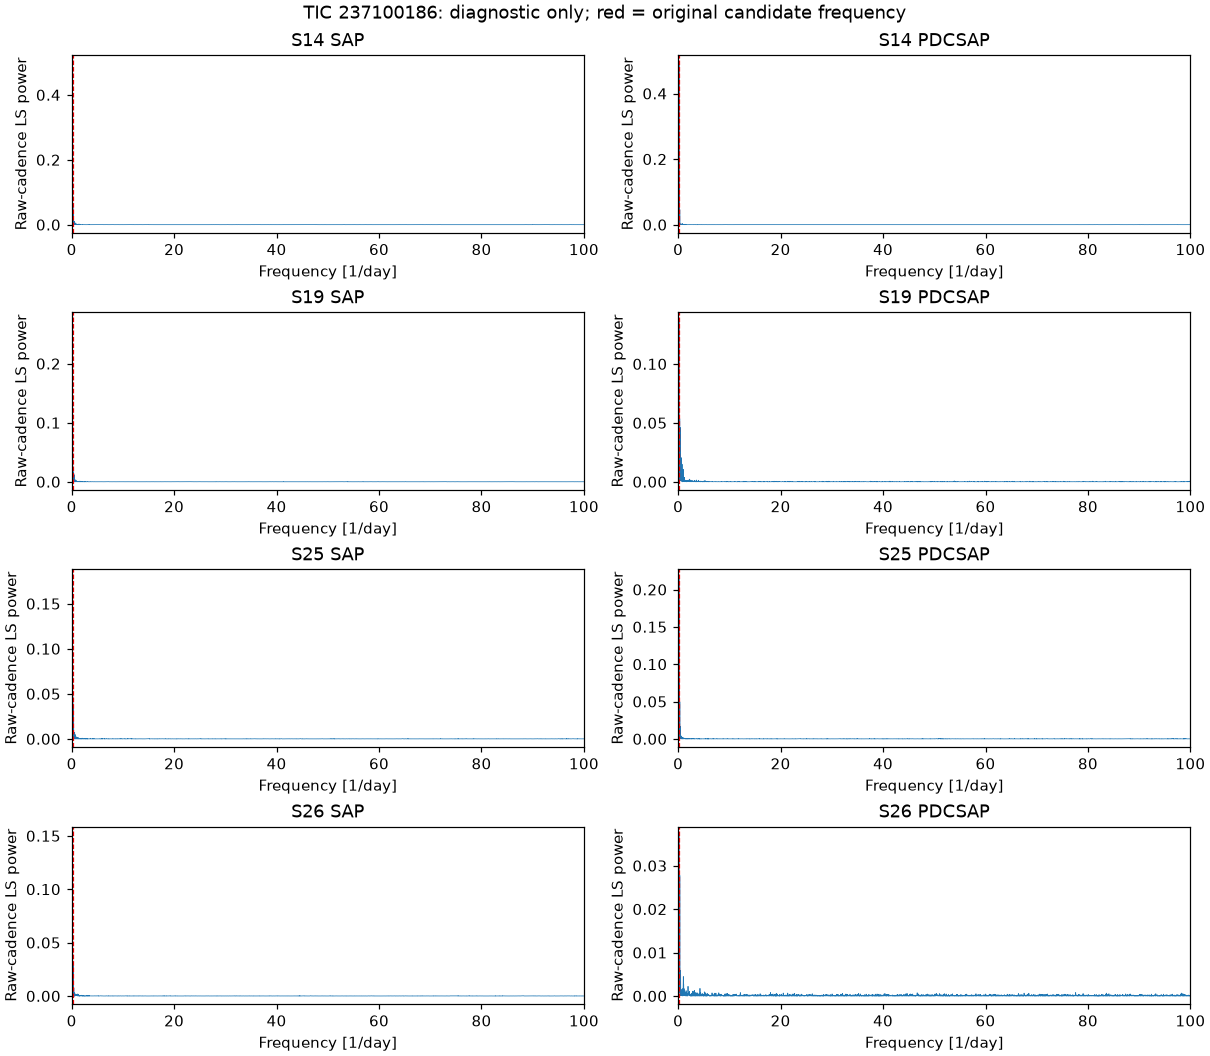 TIC 237100186: diagnostic only; red = original candidate frequency
S14 SAP
Raw-cadence LS power
0.4
0.2
0.0
0 20 40 60 80 100
Frequency [1/day]
S14 PDCSAP
Raw-cadence LS power
0.4
0.2
0.0
0 20 40 60 80 100
Frequency [1/day]
S19 SAP
Raw-cadence LS power
0.2
0.1
0.0
0 20 40 60 80 100
Frequency [1/day]
S19 PDCSAP
Raw-cadence LS power
0.10
0.05
0.00
0 20 40 60 80 100
Frequency [1/day]
S25 SAP
Raw-cadence LS power
0.15
0.10
0.05
0.00
0 20 40 60 80 100
Frequency [1/day]
S25 PDCSAP
Raw-cadence LS power
0.20
0.15
0.10
0.05
0.00
0 20 40 60 80 100
Frequency [1/day]
S26 SAP
Raw-cadence LS power
0.15
0.10
0.05
0.00
0 20 40 60 80 100
Frequency [1/day]
S26 PDCSAP
Raw-cadence LS power
0.03
0.02
0.01
0.00
0 20 40 60 80 100
Frequency [1/day]